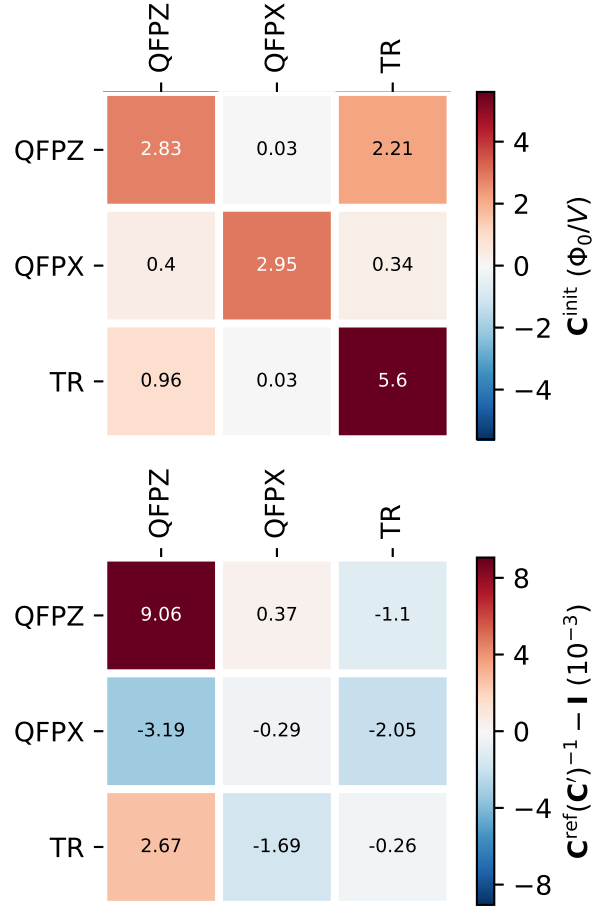 QFPZ QFPX TR
QFPZ 2.83 0.03 2.21
QFPX 0.4 2.95 0.34
TR 0.96 0.03 5.6
4
2
0
−2
−4
C^init (Φ₀/V)
QFPZ QFPX TR
QFPZ 9.06 0.37 -1.1
QFPX -3.19 -0.29 -2.05
TR 2.67 -1.69 -0.26
8
4
0
−4
−8
C^ref(C′)⁻¹ − I (10⁻³)